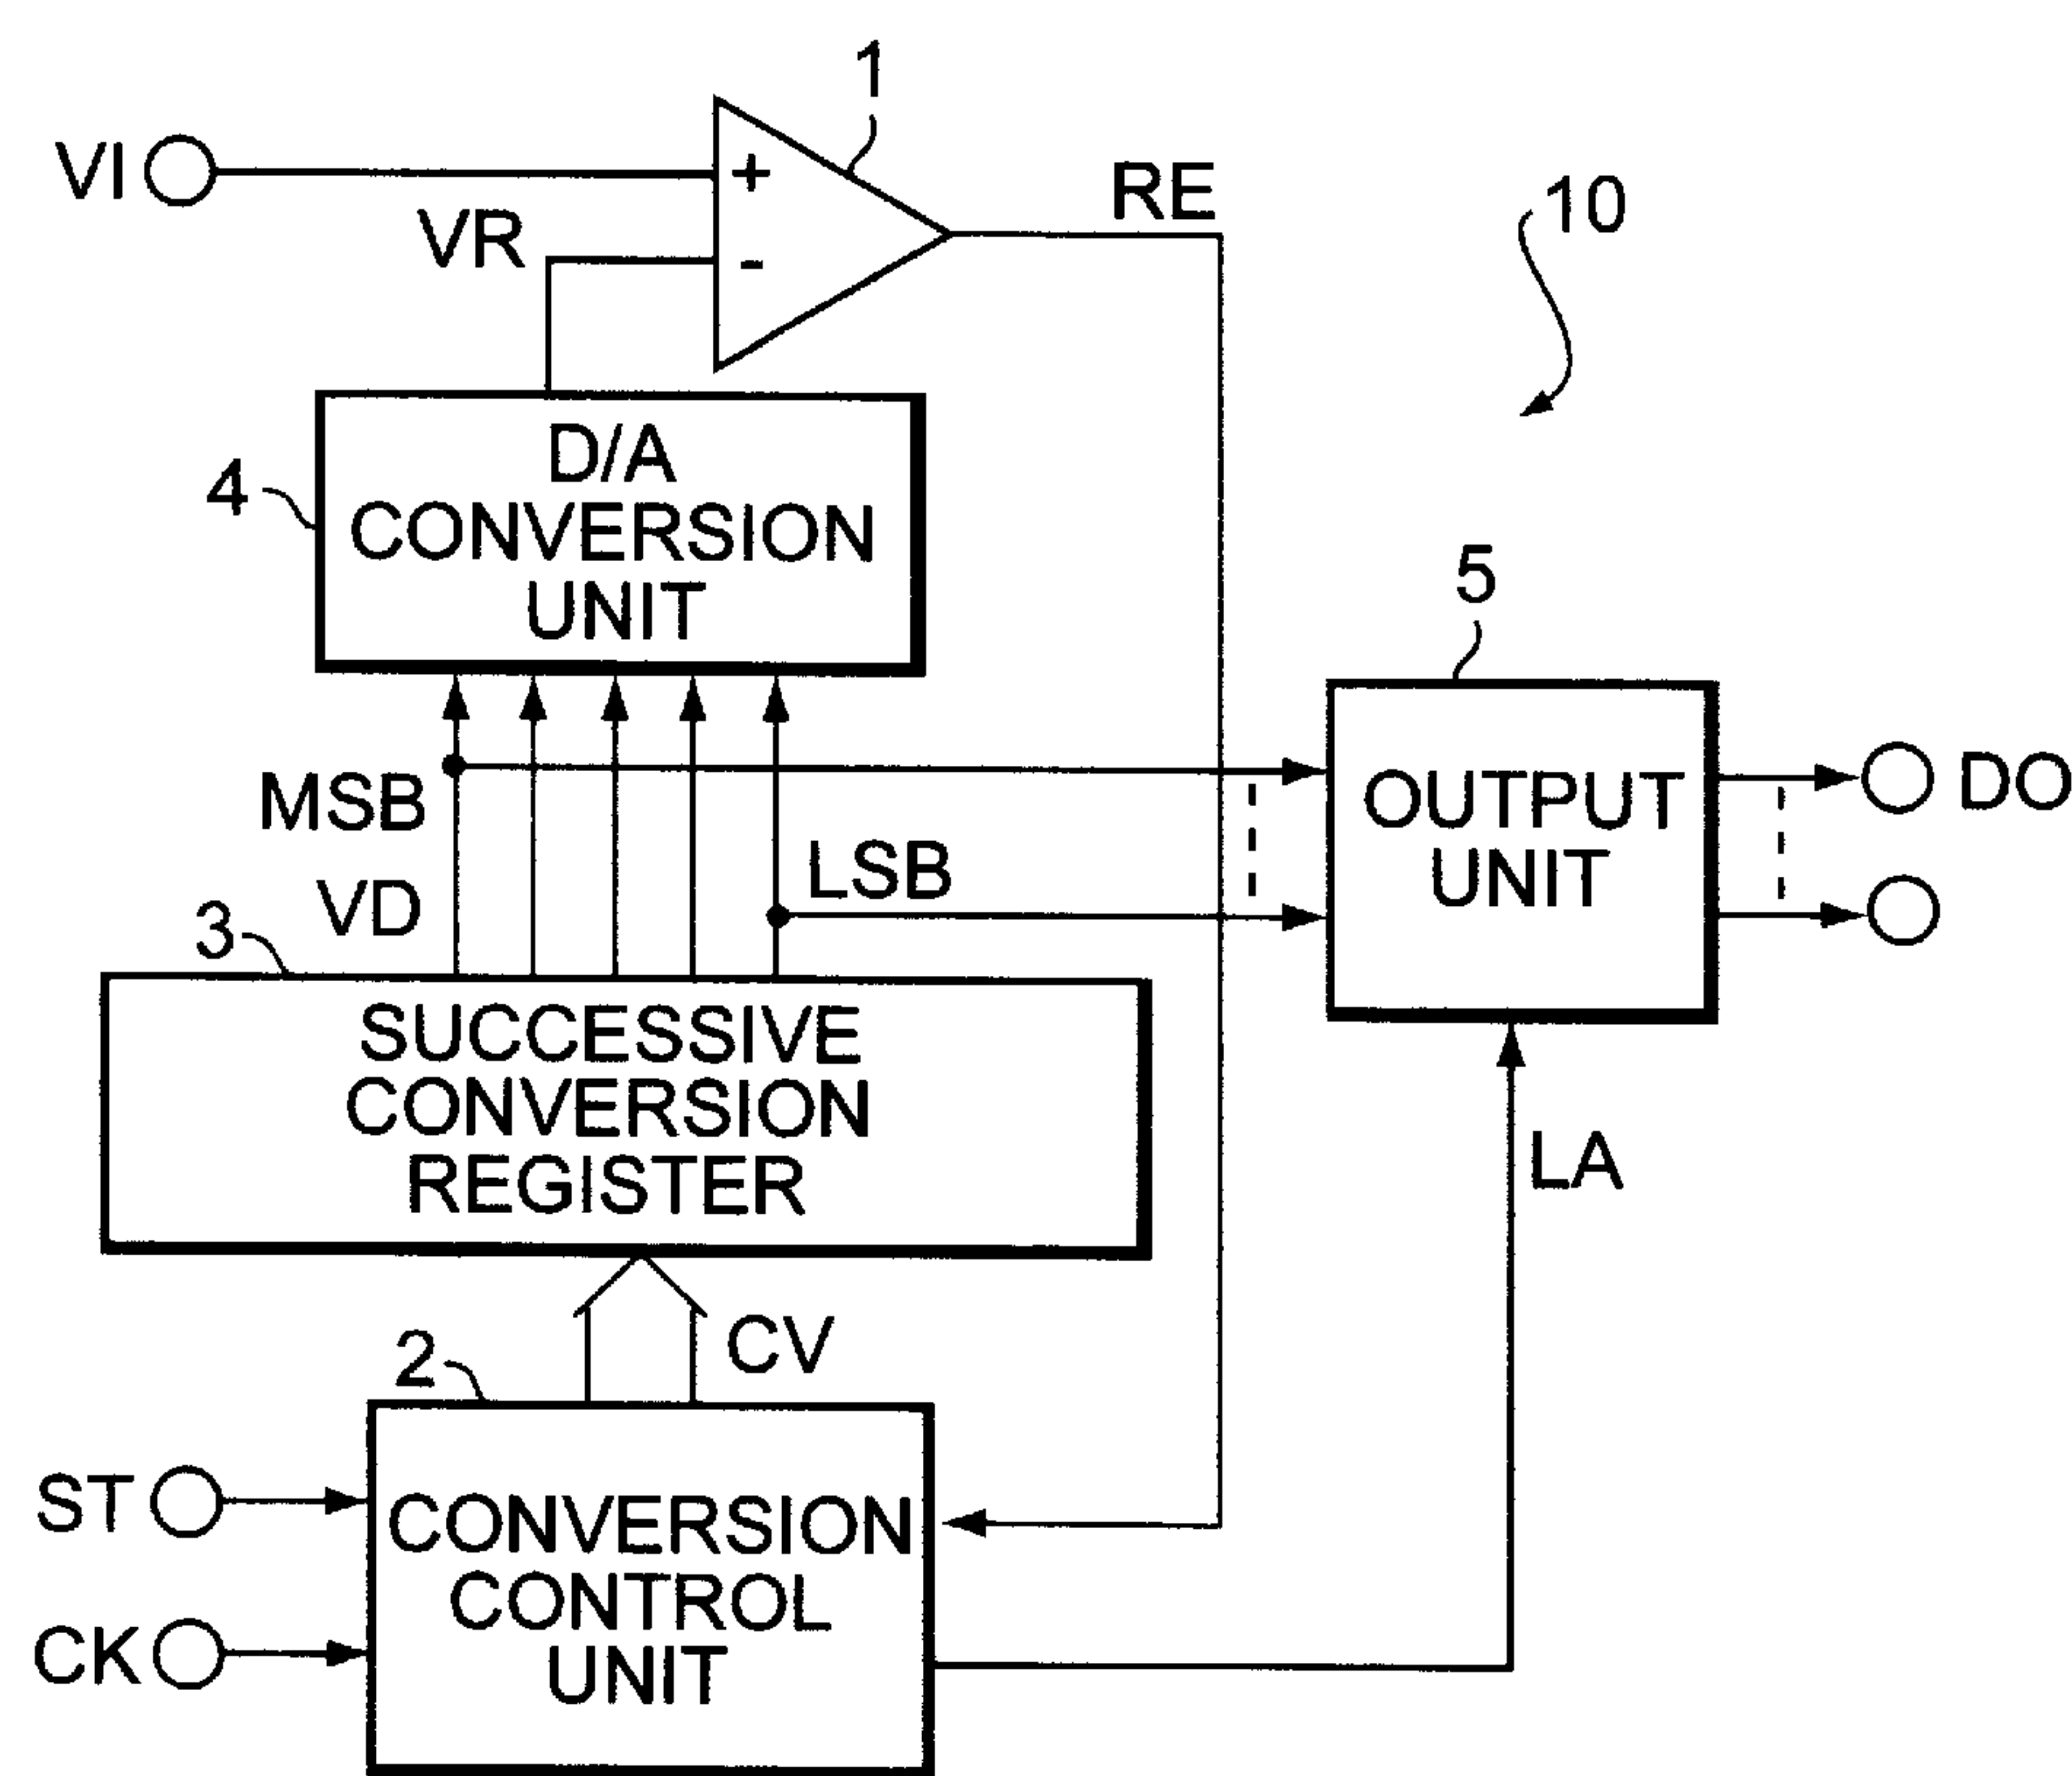 1
VI
+
RE
10
VR
-
D/A
CONVERSION
UNIT
4
5
MSB
OUTPUT
UNIT
DO
LSB
VD
3
SUCCESSIVE
CONVERSION
REGISTER
LA
CV
2
ST
CONVERSION
CONTROL
UNIT
CK